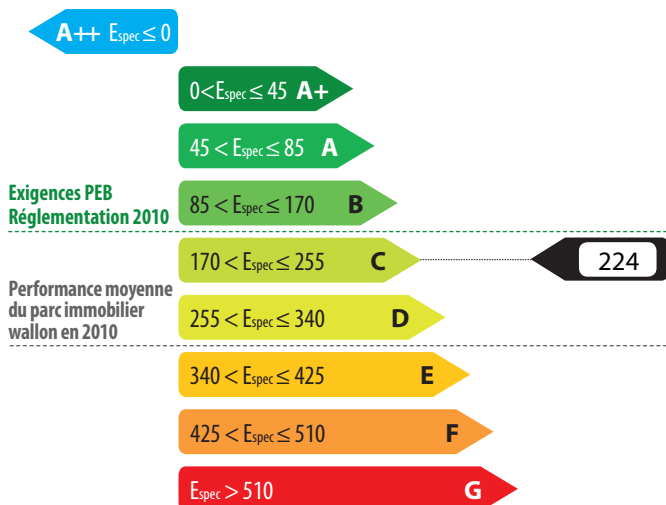 A++ Espec ≤ 0
0<Espec ≤ 45 A+
45 < Espec ≤ 85 A
Exigences PEB
Réglementation 2010
85 < Espec ≤ 170 B
170 < Espec ≤ 255 C
224
Performance moyenne
du parc immobilier
wallon en 2010
255 < Espec ≤ 340 D
340 < Espec ≤ 425 E
425 < Espec ≤ 510 F
Espec > 510 G